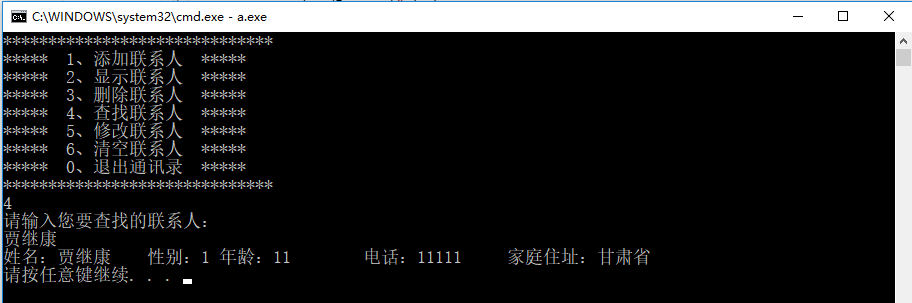 C:\WINDOWS\system32\cmd.exe - a.exe
******************************
***** 1、添加联系人 *****
***** 2、显示联系人 *****
***** 3、删除联系人 *****
***** 4、查找联系人 *****
***** 5、修改联系人 *****
***** 6、清空联系人 *****
***** 0、退出通讯录 *****
******************************
4
请输入您要查找的联系人:
贾继康
姓名: 贾继康 性别: 1 年龄: 11 电话: 11111 家庭住址: 甘肃省
请按任意键继续. . .